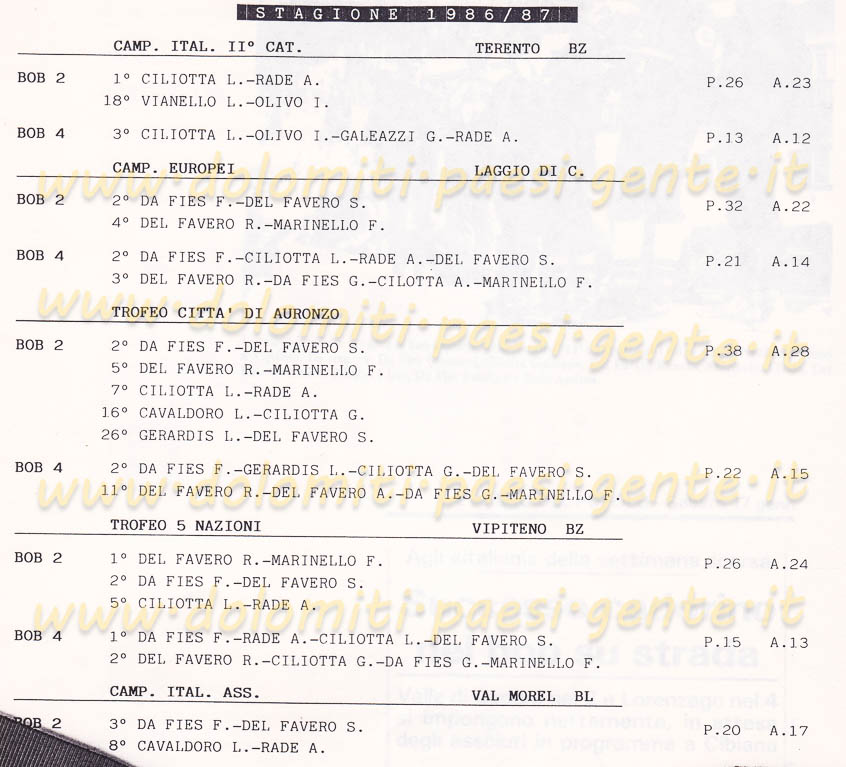 STAGIONE 1986/87
CAMP. ITAL. II° CAT. TERENTO BZ
BOB 2 1° CILIOTTA L.-RADE A. P.26 A.23
18° VIANELLO L.-OLIVO I.
BOB 4 3° CILIOTTA L.-OLIVO I.-GALEAZZI G.-RADE A. P.13 A.12
CAMP. EUROPEI LAGGIO DI C.
www·dolomiti·paesi·gente·it
BOB 2 2° DA FIES F.-DEL FAVERO S. P.32 A.22
4° DEL FAVERO R.-MARINELLO F.
BOB 4 2° DA FIES F.-CILIOTTA L.-RADE A.-DEL FAVERO S. P.21 A.14
3° DEL FAVERO R.-DA FIES G.-CILOTTA A.-MARINELLO F.
www·dolomiti·paesi·gente·it
TROFEO CITTA' DI AURONZO
BOB 2 2° DA FIES F.-DEL FAVERO S. P.38 A.28
5° DEL FAVERO R.-MARINELLO F.
7° CILIOTTA L.-RADE A.
16° CAVALDORO L.-CILIOTTA G.
26° GERARDIS L.-DEL FAVERO S.
BOB 4 2° DA FIES F.-GERARDIS L.-CILIOTTA G.-DEL FAVERO S. P.22 A.15
www·dolomiti·paesi·gente·it
11° DEL FAVERO R.-DEL FAVERO A.-DA FIES G.-MARINELLO F.
TROFEO 5 NAZIONI VIPITENO BZ
BOB 2 1° DEL FAVERO R.-MARINELLO F. P.26 A.24
2° DA FIES F.-DEL FAVERO S.
5° CILIOTTA L.-RADE A.
www·dolomiti·paesi·gente·it
BOB 4 1° DA FIES F.-RADE A.-CILIOTTA L.-DEL FAVERO S. P.15 A.13
2° DEL FAVERO R.-CILIOTTA G.-DA FIES G.-MARINELLO F.
CAMP. ITAL. ASS. VAL MOREL BL
BOB 2 3° DA FIES F.-DEL FAVERO S. P.20 A.17
8° CAVALDORO L.-RADE A.